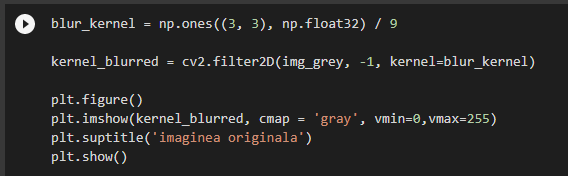 blur_kernel = np.ones((3, 3), np.float32) / 9
kernel_blurred = cv2.filter2D(img_grey, -1, kernel=blur_kernel)
plt.figure()
plt.imshow(kernel_blurred, cmap = 'gray', vmin=0,vmax=255)
plt.suptitle('imaginea originala')
plt.show()